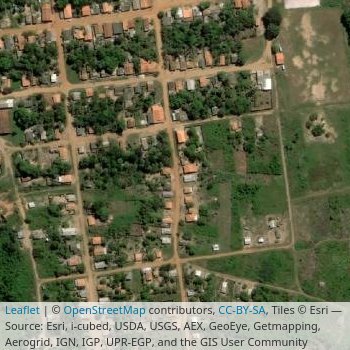 Leaflet | © OpenStreetMap contributors, CC-BY-SA, Tiles © Esri —
Source: Esri, i-cubed, USDA, USGS, AEX, GeoEye, Getmapping,
Aerogrid, IGN, IGP, UPR-EGP, and the GIS User Community